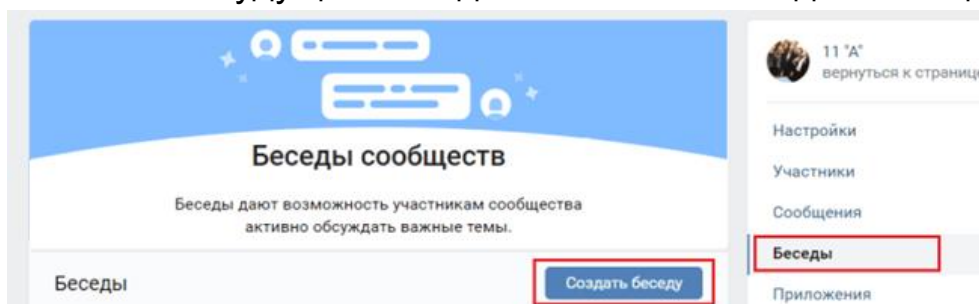 Беседы сообществ
Беседы дают возможность участникам сообщества
активно обсуждать важные темы.
Беседы
Создать беседу
11 "А"
вернуться к странице
Настройки
Участники
Сообщения
Беседы
Приложения